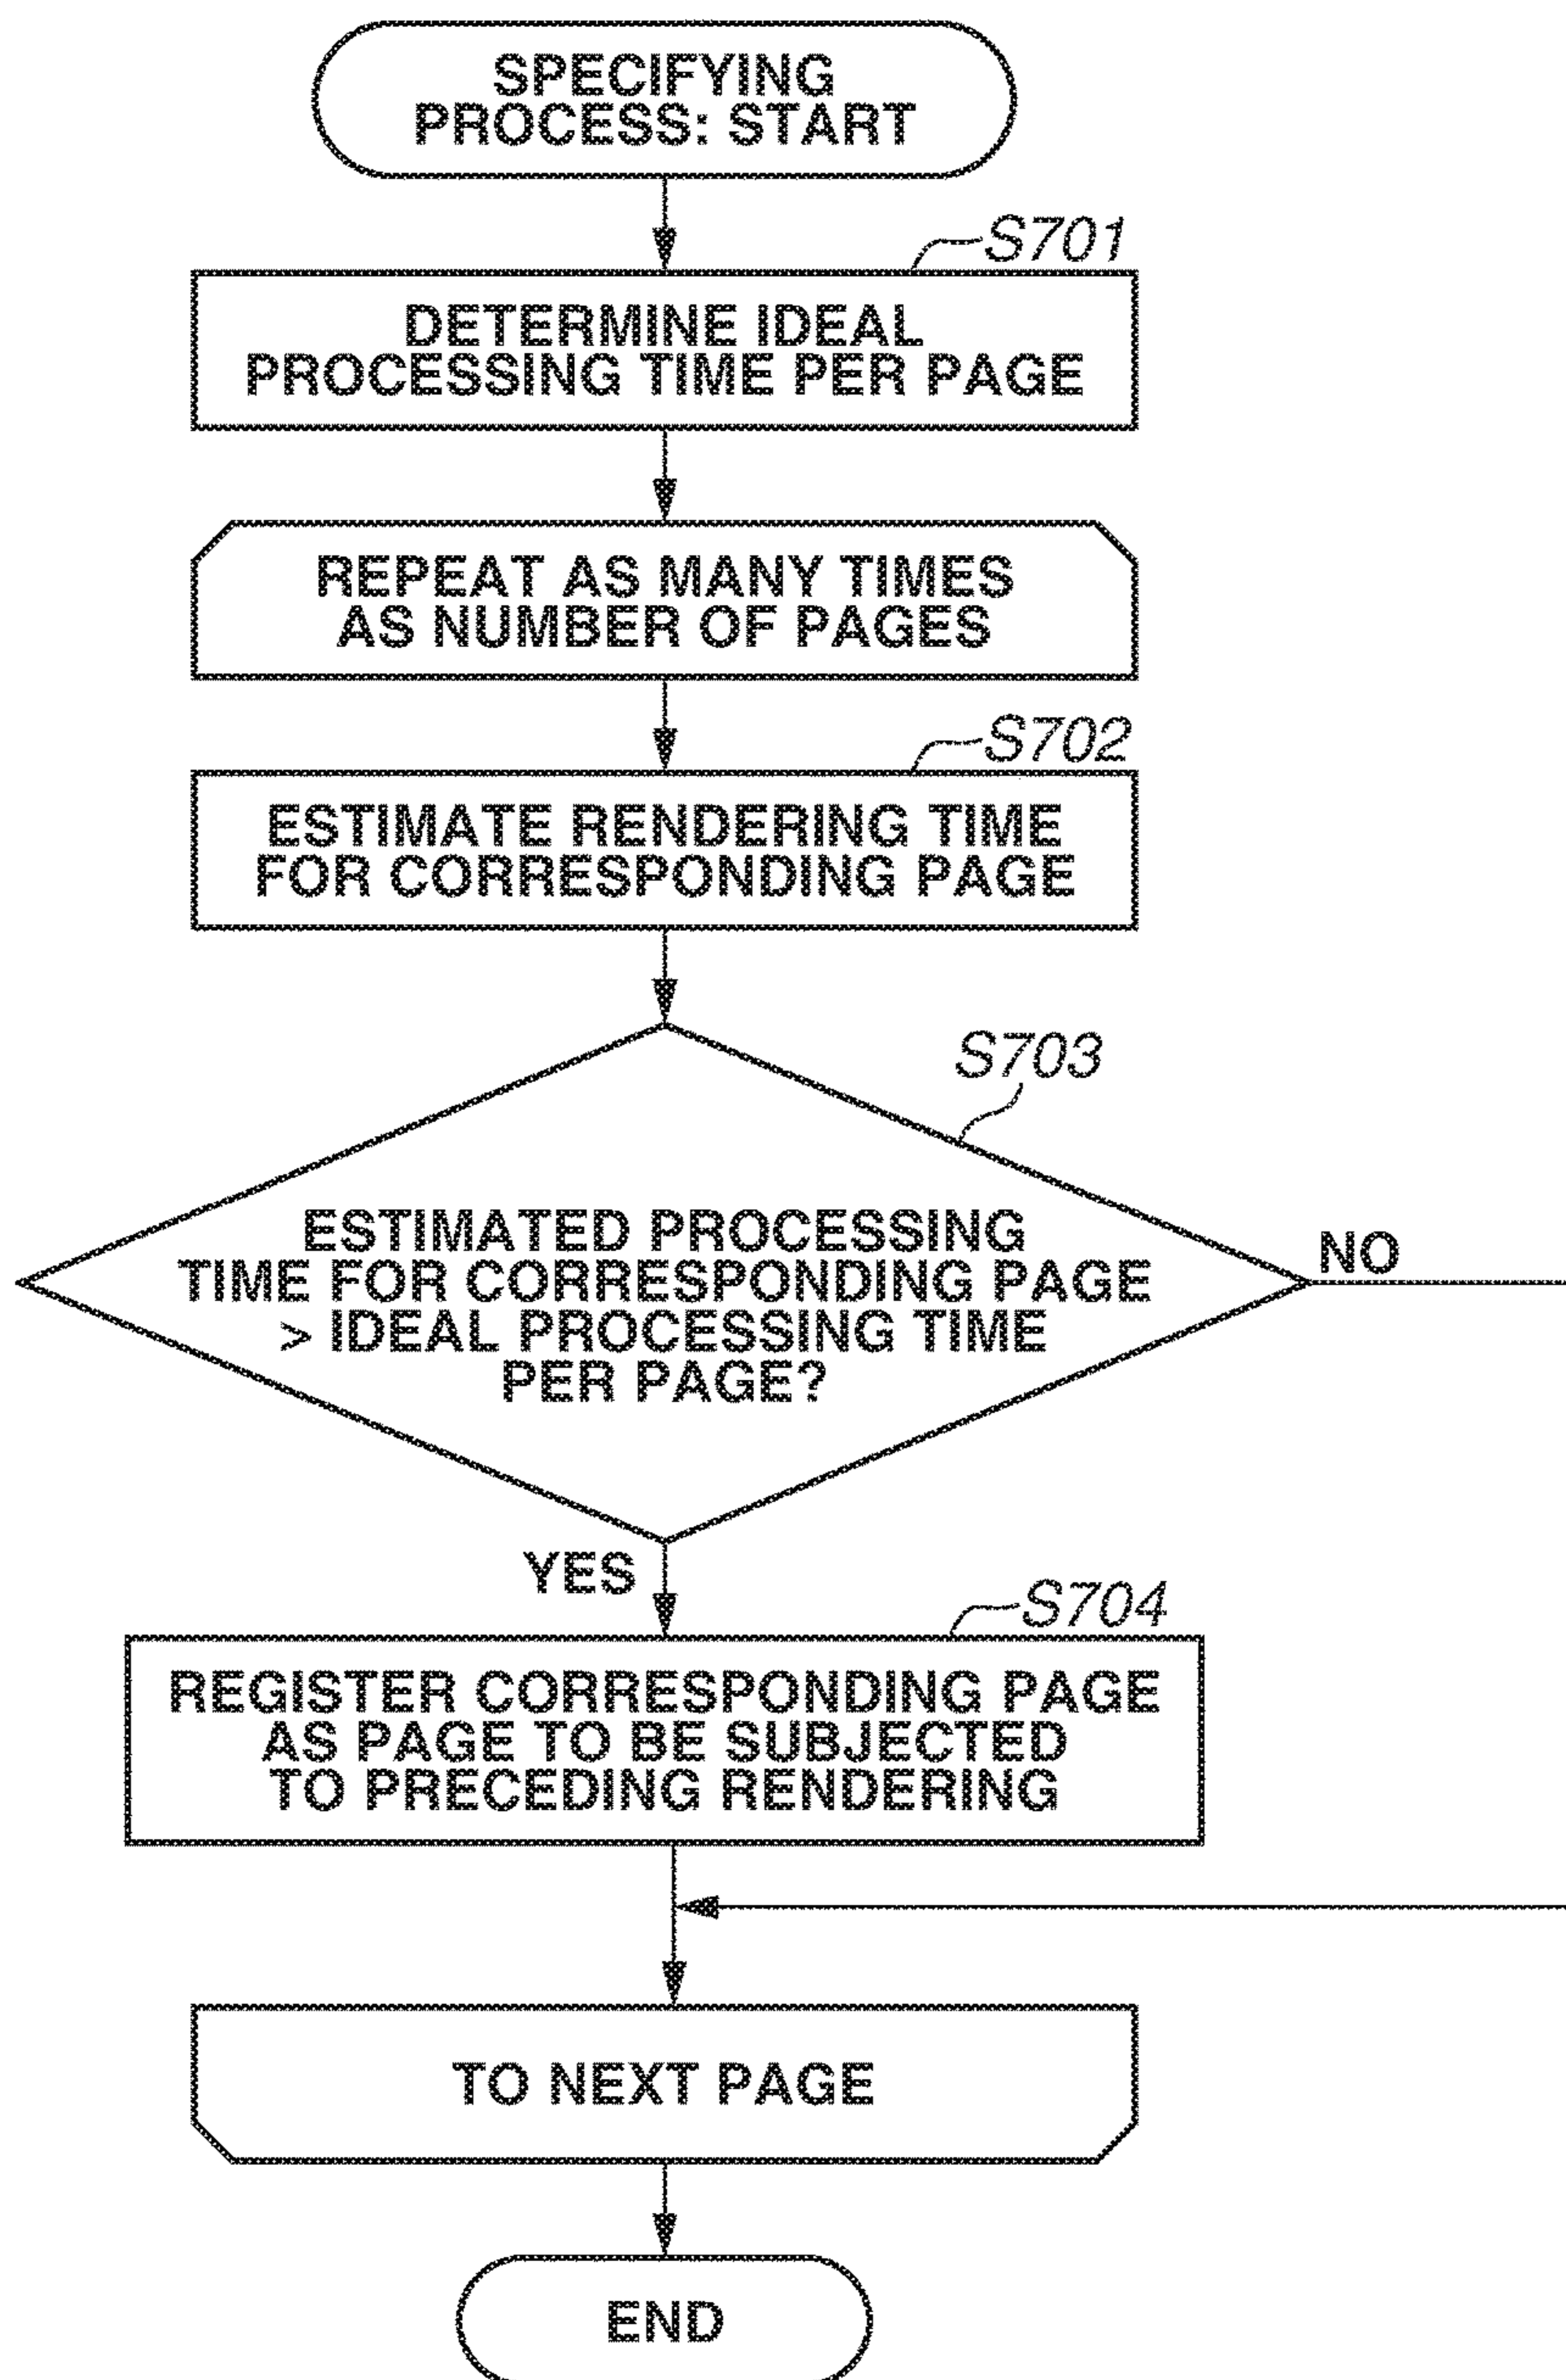 SPECIFYING
PROCESS: START
S701
DETERMINE IDEAL
PROCESSING TIME PER PAGE
REPEAT AS MANY TIMES
AS NUMBER OF PAGES
S702
ESTIMATE RENDERING TIME
FOR CORRESPONDING PAGE
S703
ESTIMATED PROCESSING
TIME FOR CORRESPONDING PAGE
> IDEAL PROCESSING TIME
PER PAGE?
NO
YES
S704
REGISTER CORRESPONDING PAGE
AS PAGE TO BE SUBJECTED
TO PRECEDING RENDERING
TO NEXT PAGE
END